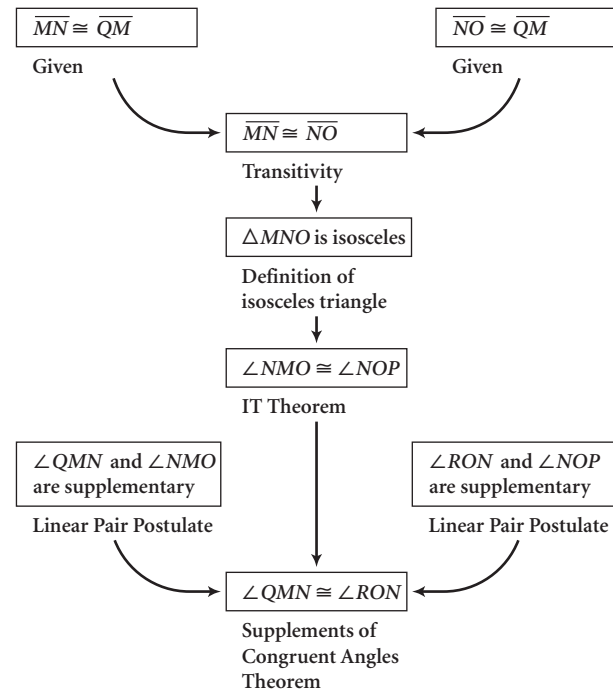 MN ≅ QM
Given
NO ≅ QM
Given
MN ≅ NO
Transitivity
△MNO is isosceles
Definition of
isosceles triangle
∠NMO ≅ ∠NOP
IT Theorem
∠QMN and ∠NMO
are supplementary
Linear Pair Postulate
∠RON and ∠NOP
are supplementary
Linear Pair Postulate
∠QMN ≅ ∠RON
Supplements of
Congruent Angles
Theorem